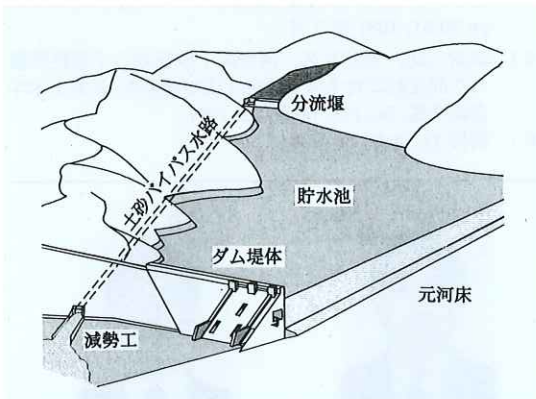 分流堰
土砂バイパス水路
貯水池
ダム堤体
元河床
減勢工